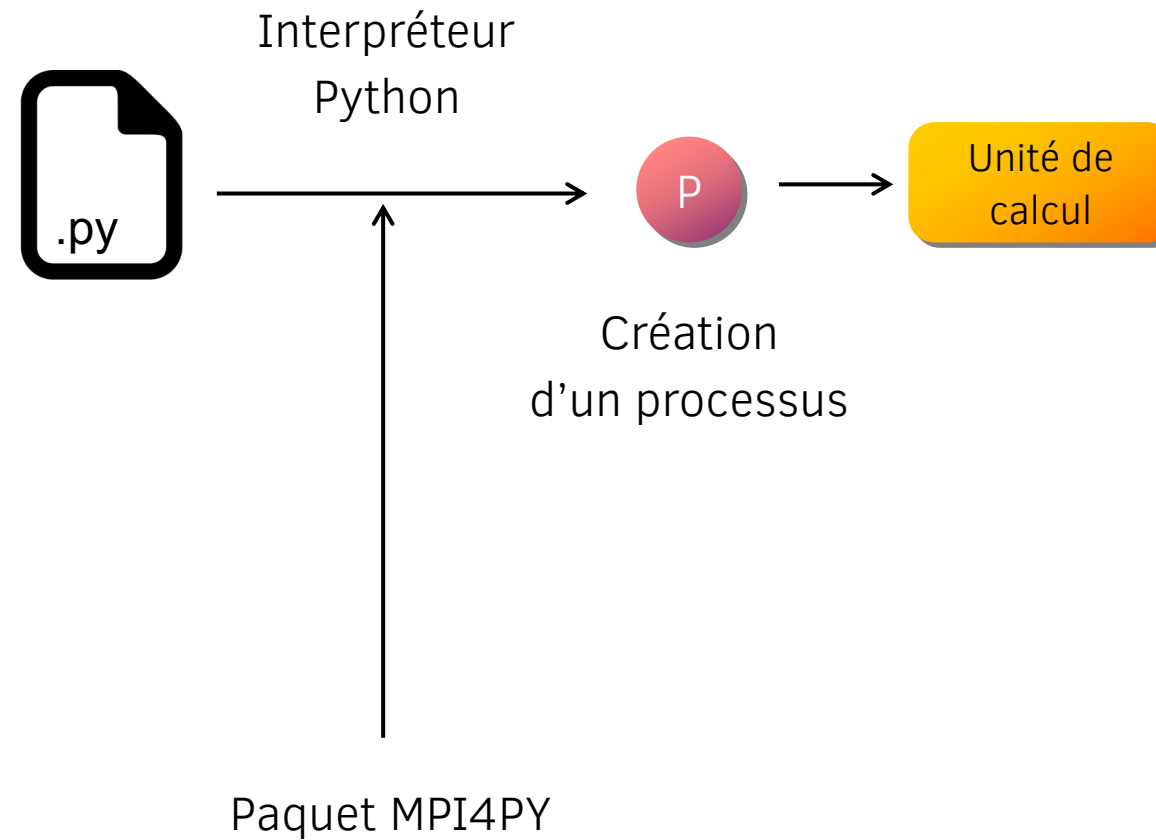 Interpréteur
Python
.py
P
Unité de
calcul
Création
d’un processus
Paquet MPI4PY